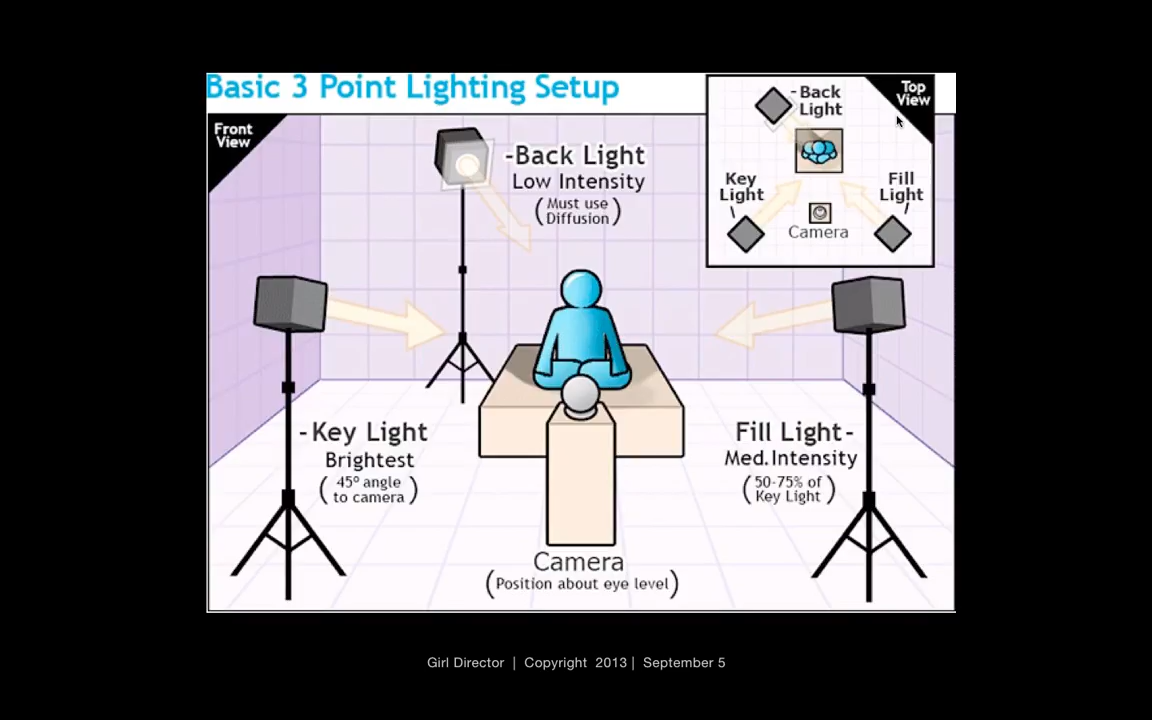 Basic 3 Point Lighting Setup
Front
View
-Back Light
Low Intensity
(Must use
Diffusion)
Top
View
-Back
Light
Key
Light
Fill
Light
Camera
-Key Light
Brightest
(45° angle
to camera)
Fill Light-
Med.Intensity
(50-75% of
Key Light)
Camera
(Position about eye level)
Girl Director | Copyright 2013 | September 5